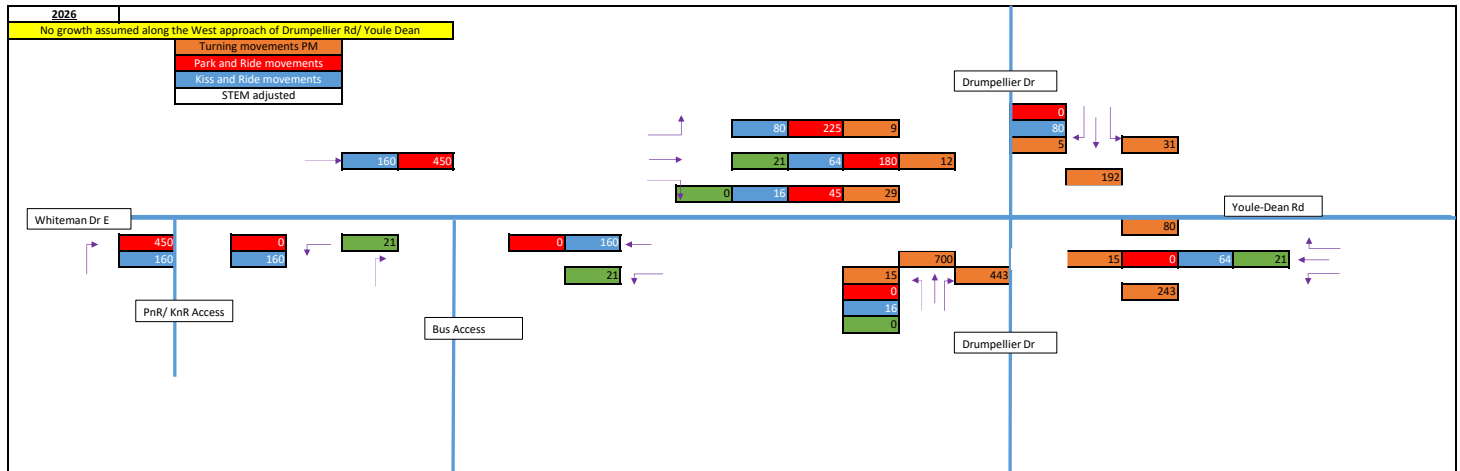 2026
No growth assumed along the West approach of Drumpellier Rd/ Youle Dean
Turning movements PM
Park and Ride movements
Kiss and Ride movements
STEM adjusted
Drumpellier Dr
0
80 225 9
80
5 31
160 450 21 64 180 12
192
0 16 45 29
Whiteman Dr E
Youle-Dean Rd
80
450 0 21 0 160
160 160
700
15 0 64 21
21 15 443
0
243
16
0
PnR/ KnR Access
Bus Access
Drumpellier Dr